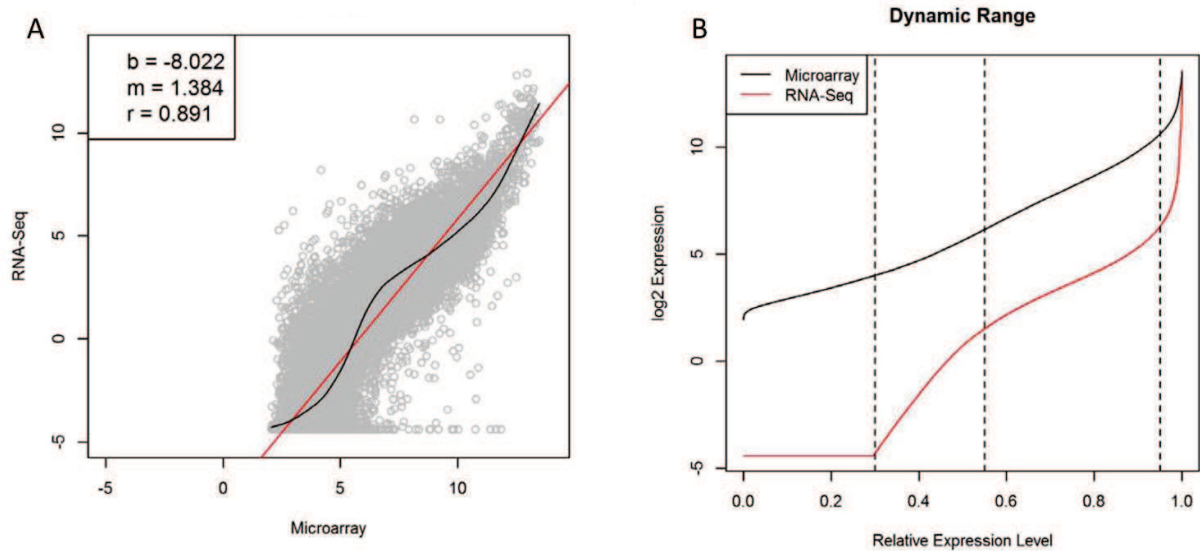 A
b = -8.022
m = 1.384
r = 0.891
RNA-Seq
10
5
0
-5
-5 0 5 10
Microarray
B
Dynamic Range
Microarray
RNA-Seq
log2 Expression
10
5
0
-5
0.0 0.2 0.4 0.6 0.8 1.0
Relative Expression Level